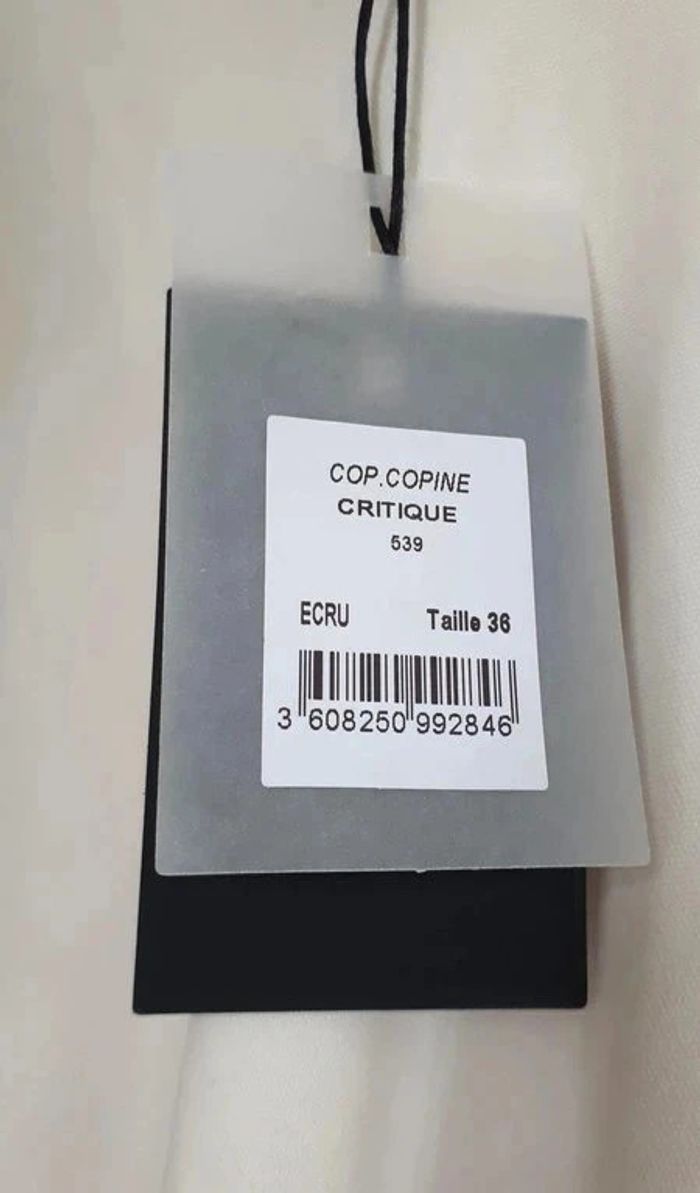 COP.COPINE
CRITIQUE
539
ECRU Taille 36
3 608250 992846